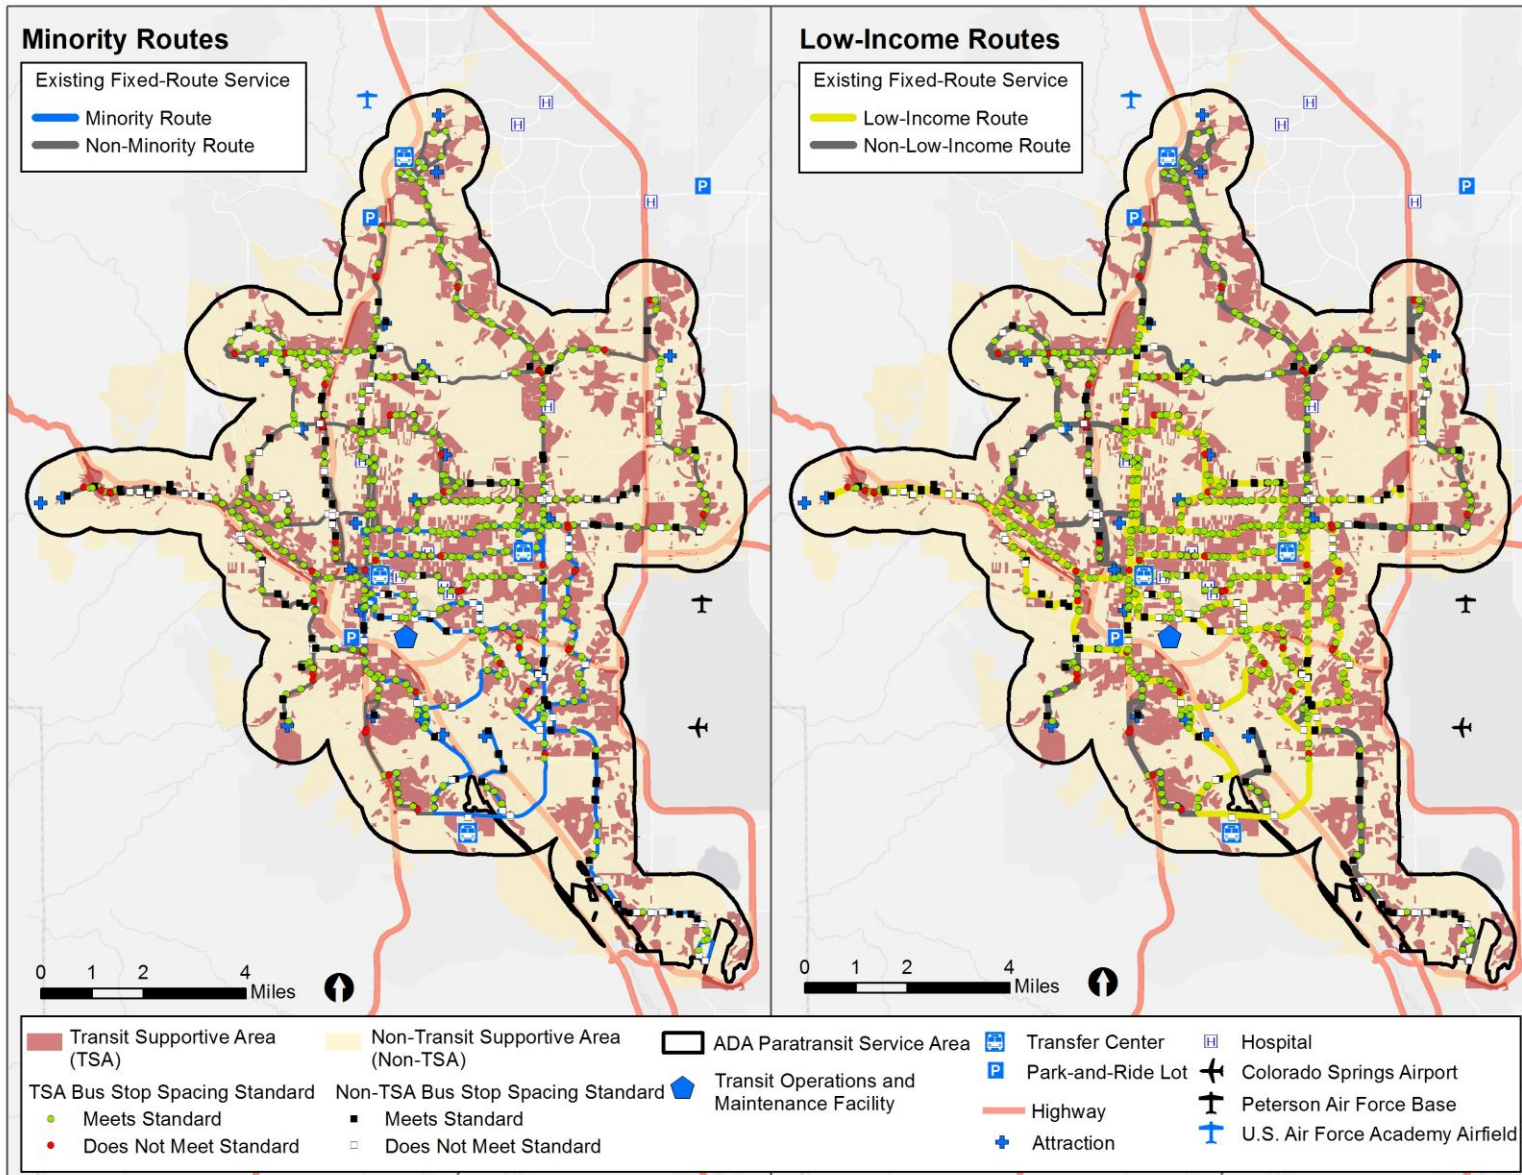 Minority Routes
Existing Fixed-Route Service
Minority Route
Non-Minority Route
H
H
H
P
P
H
H
H
H
P
0 1 2 4
Miles
Low-Income Routes
Existing Fixed-Route Service
Low-Income Route
Non-Low-Income Route
H
H
H
P
P
H
H
H
H
P
0 1 2 4
Miles
Transit Supportive Area
(TSA)
Non-Transit Supportive Area
(Non-TSA)
TSA Bus Stop Spacing Standard
Meets Standard
Does Not Meet Standard
Non-TSA Bus Stop Spacing Standard
Meets Standard
Does Not Meet Standard
ADA Paratransit Service Area
Transit Operations and
Maintenance Facility
Transfer Center
P Park-and-Ride Lot
Highway
Attraction
H Hospital
Colorado Springs Airport
Peterson Air Force Base
U.S. Air Force Academy Airfield